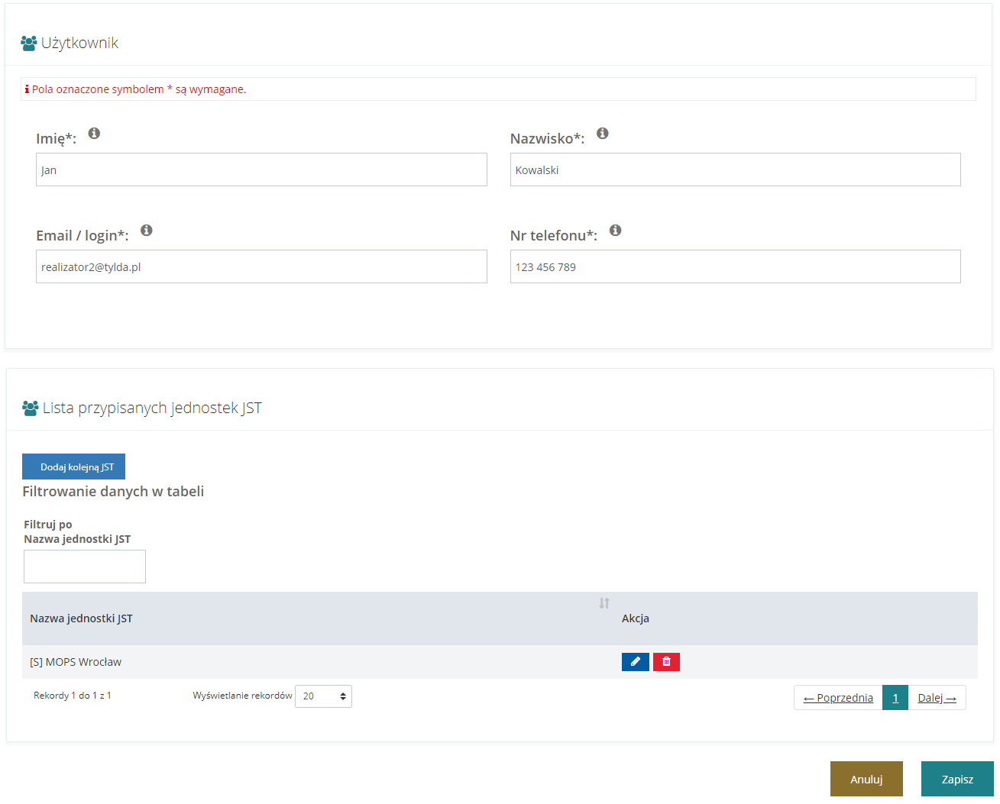 Użytkownik
Pola oznaczone symbolem * są wymagane.
Imię*:
Nazwisko*:
Jan
Kowalski
Email / login*:
Nr telefonu*:
realizator2@tylda.pl
123 456 789
Lista przypisanych jednostek JST
Dodaj kolejną JST
Filtrowanie danych w tabeli
Filtruj po
Nazwa jednostki JST
Nazwa jednostki JST
Akcja
[S] MOPS Wrocław
Rekordy 1 do 1 z 1
Wyświetlanie rekordów 20
← Poprzednia 1 Dalej →
Anuluj
Zapisz